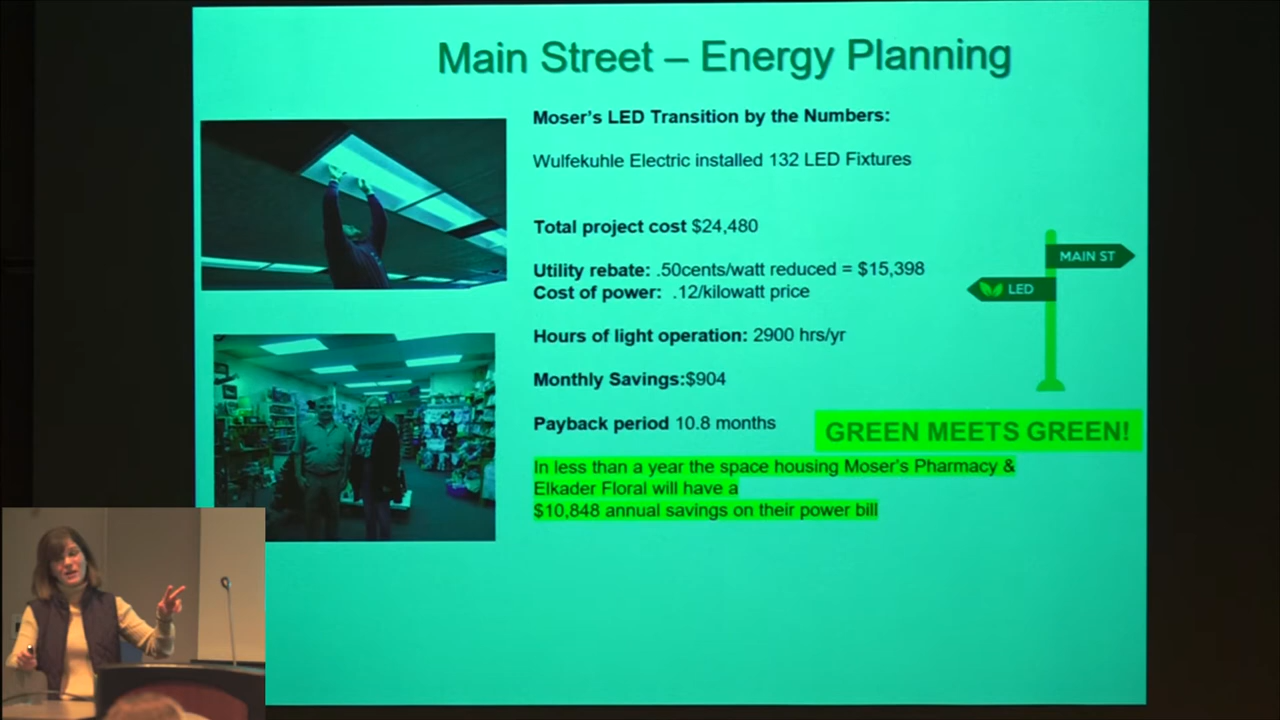 Main Street – Energy Planning
Moser's LED Transition by the Numbers:
Wulfekuhle Electric installed 132 LED Fixtures
Total project cost $24,480
Utility rebate: .50cents/watt reduced = $15,398
Cost of power: .12/kilowatt price
Hours of light operation: 2900 hrs/yr
Monthly Savings:$904
Payback period 10.8 months
MAIN ST
LED
GREEN MEETS GREEN!
In less than a year the space housing Moser's Pharmacy &
Elkader Floral will have a
$10,848 annual savings on their power bill